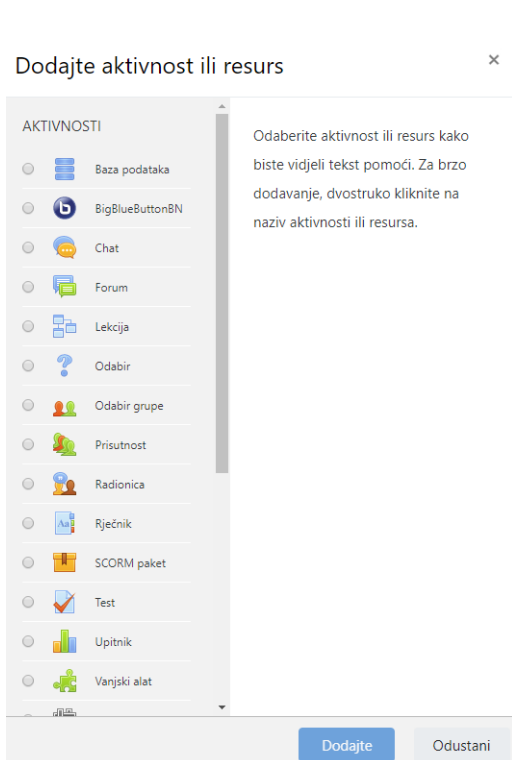 Dodajte aktivnost ili resurs
×
AKTIVNOSTI
Baza podataka
BigBlueButtonBN
Chat
Forum
Lekcija
Odabir
Odabir grupe
Prisutnost
Radionica
Aa
Rječnik
SCORM paket
Test
Upitnik
Vanjski alat
Odaberite aktivnost ili resurs kako
biste vidjeli tekst pomoći. Za brzo
dodavanje, dvostruko kliknite na
naziv aktivnosti ili resursa.
Dodajte
Odustani